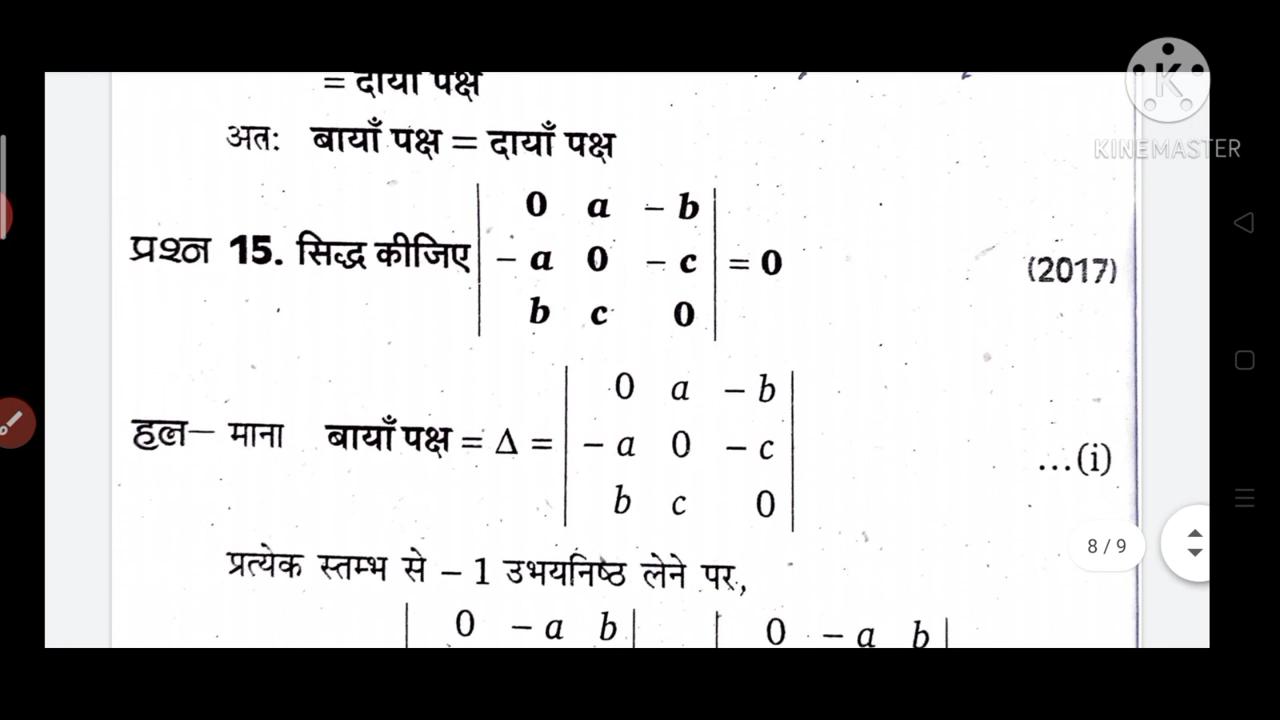 = दायाँ पक्ष
K
KINEMASTER
अतः बायाँ पक्ष = दायाँ पक्ष
0 a – b
प्रश्न 15. सिद्ध कीजिए – a 0 – c = 0 (2017)
b c 0
0 a – b
हल– माना बायाँ पक्ष = Δ = – a 0 – c ...(i)
b c 0
8 / 9
प्रत्येक स्तम्भ से – 1 उभयनिष्ठ लेने पर,
0 – a b 0 – a b